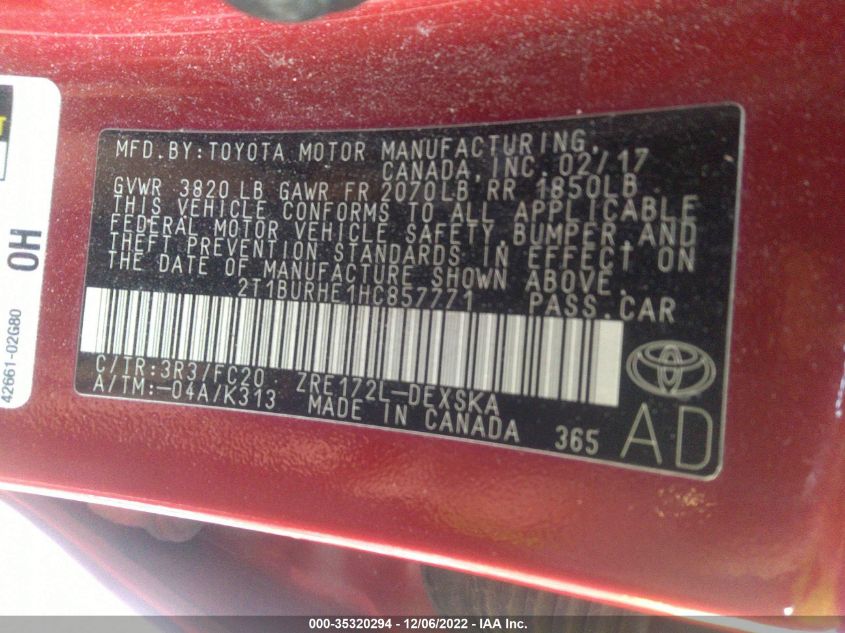 MFD.BY:TOYOTA MOTOR MANUFACTURING,
CANADA,INC.02/17
GVWR 3820 LB GAWR FR 2070LB RR 1850LB
THIS VEHICLE CONFORMS TO ALL APPLICABLE
FEDERAL MOTOR VEHICLE SAFETY,BUMPER,AND
THEFT PREVENTION STANDARDS IN EFFECT ON
THE DATE OF MANUFACTURE SHOWN ABOVE.
2T1BURHE1HC857771 PASS.CAR
C/TR:3R3/FC20 ZRE172L-DEXSKA
A/TM:-04A/K313 MADE IN CANADA 365
AD
OH
42661-02G80
000-35320294 - 12/06/2022 - IAA Inc.